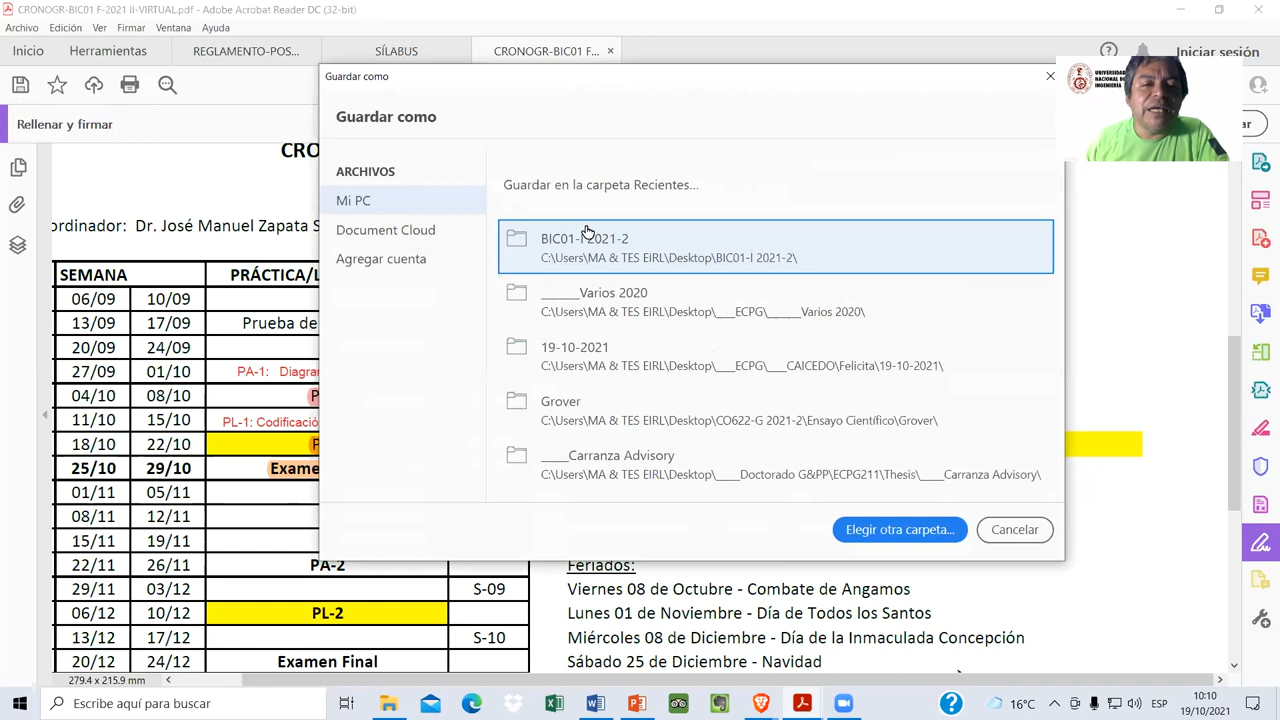 CRONOGR-BIC01 F-2021 II-VIRTUAL.pdf - Adobe Acrobat Reader DC (32-bit)
Archivo Edición Ver Firmar Ventana Ayuda
Inicio Herramientas REGLAMENTO-POS... SÍLABUS CRONOGR-BIC01 F... × Iniciar sesión
Rellenar y firmar
Guardar como
Guardar como
UNIVERSIDAD
NACIONAL DE
INGENIERÍA
ARCHIVOS
Mi PC
Document Cloud
Agregar cuenta
Guardar en la carpeta Recientes...
2021-2
C:\Users\MA & TES EIRL\Desktop\BIC01-I 2021-2\
______Varios 2020
C:\Users\MA & TES EIRL\Desktop\___ECPG\______Varios 2020\
19-10-2021
C:\Users\MA & TES EIRL\Desktop\___ECPG\___CAICEDO\Felicita\19-10-2021\
Grover
C:\Users\MA & TES EIRL\Desktop\CO622-G 2021-2\Ensayo Científico\Grover\
____Carranza Advisory
C:\Users\MA & TES EIRL\Desktop\____Doctorado G&PP\ECPG211\Thesis\____Carranza Advisory\
Elegir otra carpeta... Cancelar
CRO
ordinador: Dr. José Manuel Zapata S
SEMANA PRÁCTICA/L
06/09 10/09
13/09 17/09 Prueba de
20/09 24/09
27/09 01/10 PA-1: Diagran
04/10 08/10 P
11/10 15/10 PL-1: Codificació
18/10 22/10 P
25/10 29/10 Exame
01/11 05/11
08/11 12/11
15/11 19/11
22/11 26/11 PA-2
29/11 03/12 S-09
06/12 10/12 PL-2
13/12 17/12 S-10
20/12 24/12 Examen Final
Feriados:
Viernes 08 de Octubre - Combate de Angamos
Lunes 01 de Noviembre - Día de Todos los Santos
Miércoles 08 de Diciembre - Día de la Inmaculada Concepción
Sábado 25 de Diciembre - Navidad
279.4 x 215.9 mm
Escribe aquí para buscar
16°C ESP 10:10
19/10/2021